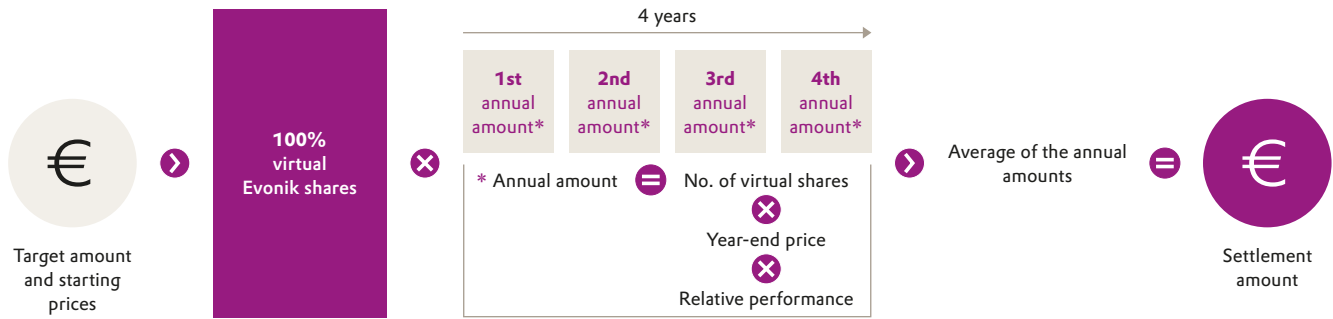 4 years
€
Target amount
and starting
prices
100%
virtual
Evonik shares
1st
annual
amount*
2nd
annual
amount*
3rd
annual
amount*
4th
annual
amount*
* Annual amount = No. of virtual shares
×
Year-end price
×
Relative performance
Average of the annual
amounts
=
€
Settlement
amount